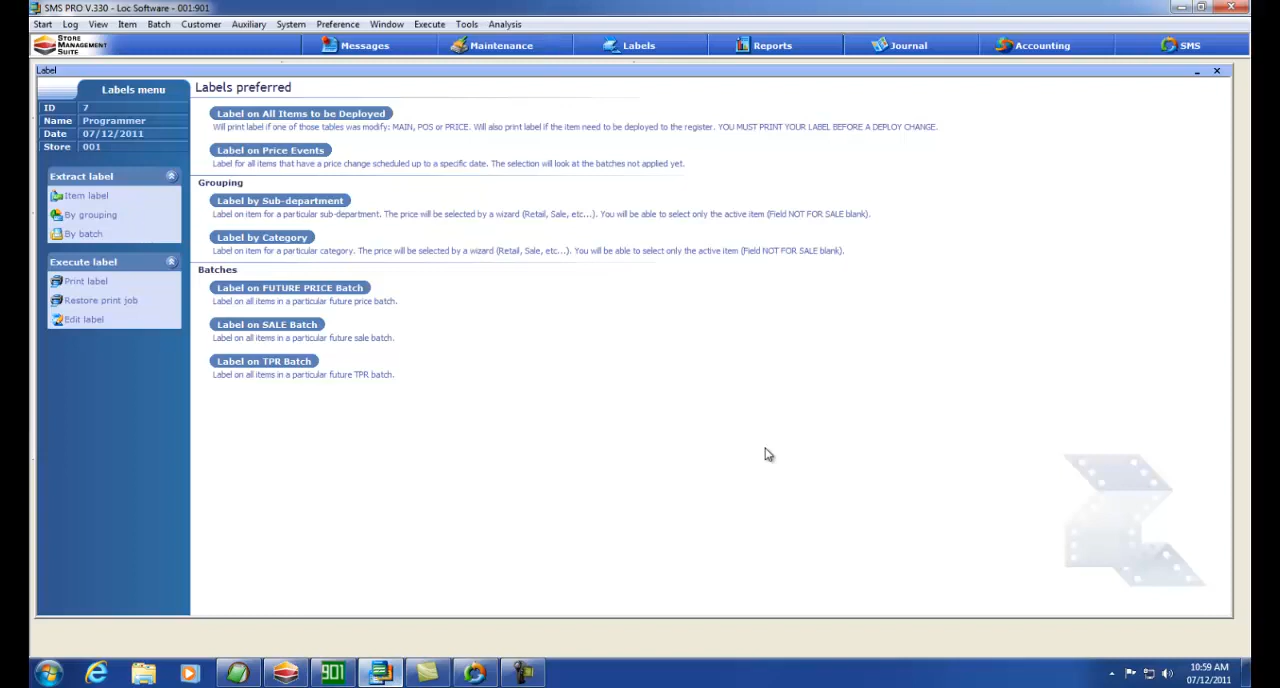 SMS PRO V.330 - Loc Software - 001:901
Start Log View Item Batch Customer Auxiliary System Preference Window Execute Tools Analysis
STORE
MANAGEMENT
SUITE
Messages Maintenance Labels Reports Journal Accounting SMS
Label
Labels menu
ID 7
Name Programmer
Date 07/12/2011
Store 001
Extract label
Item label
By grouping
By batch
Execute label
Print label
Restore print job
Edit label
Labels preferred
Label on All Items to be Deployed
Will print label if one of those tables was modify: MAIN, POS or PRICE. Will also print label if the item need to be deployed to the register. YOU MUST PRINT YOUR LABEL BEFORE A DEPLOY CHANGE.
Label on Price Events
Label for all items that have a price change scheduled up to a specific date. The selection will look at the batches not applied yet.
Grouping
Label by Sub-department
Label on item for a particular sub-department. The price will be selected by a wizard (Retail, Sale, etc...). You will be able to select only the active item (Field NOT FOR SALE blank).
Label by Category
Label on item for a particular category. The price will be selected by a wizard (Retail, Sale, etc...). You will be able to select only the active item (Field NOT FOR SALE blank).
Batches
Label on FUTURE PRICE Batch
Label on all items in a particular future price batch.
Label on SALE Batch
Label on all items in a particular future sale batch.
Label on TPR Batch
Label on all items in a particular future TPR batch.
901
10:59 AM
07/12/2011